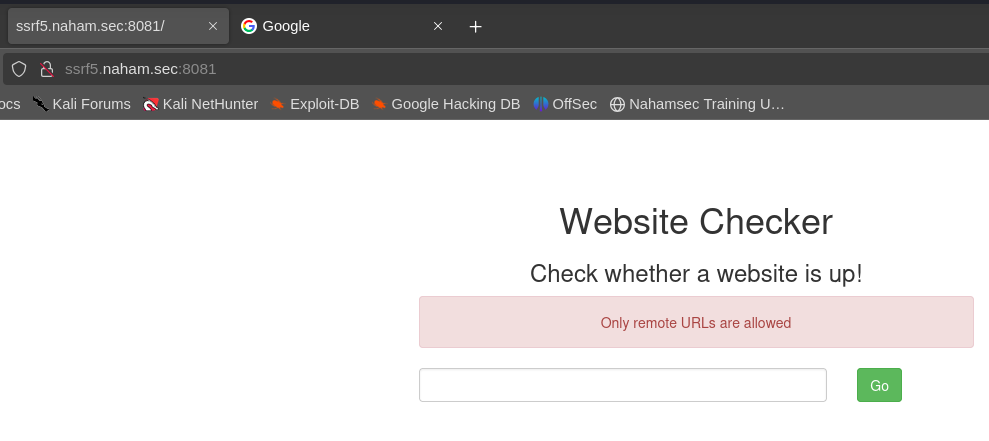 ssrf5.naham.sec:8081/ Google
ssrf5.naham.sec:8081
ocs Kali Forums Kali NetHunter Exploit-DB Google Hacking DB OffSec Nahamsec Training U…
Website Checker
Check whether a website is up!
Only remote URLs are allowed
Go